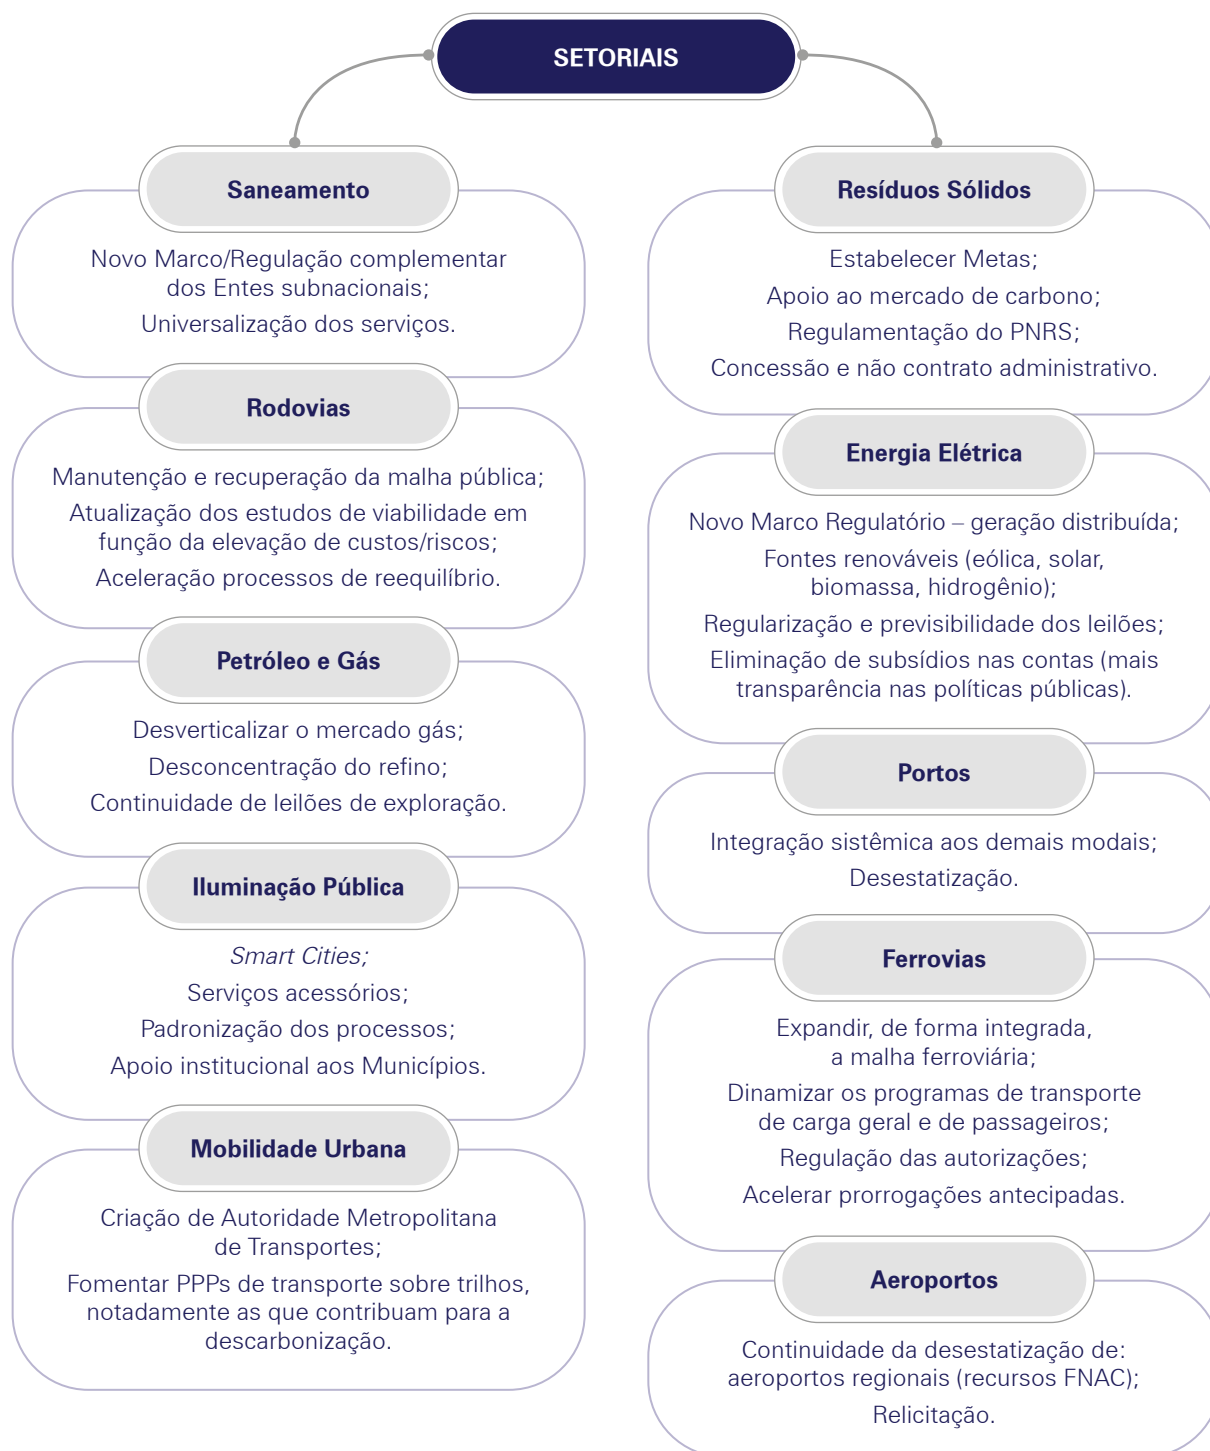 SETORIAIS
Saneamento
Novo Marco/Regulação complementar
dos Entes subnacionais;
Universalização dos serviços.
Rodovias
Manutenção e recuperação da malha pública;
Atualização dos estudos de viabilidade em
função da elevação de custos/riscos;
Aceleração processos de reequilíbrio.
Petróleo e Gás
Desverticalizar o mercado gás;
Desconcentração do refino;
Continuidade de leilões de exploração.
Iluminação Pública
Smart Cities;
Serviços acessórios;
Padronização dos processos;
Apoio institucional aos Municípios.
Mobilidade Urbana
Criação de Autoridade Metropolitana
de Transportes;
Fomentar PPPs de transporte sobre trilhos,
notadamente as que contribuam para a
descarbonização.
Resíduos Sólidos
Estabelecer Metas;
Apoio ao mercado de carbono;
Regulamentação do PNRS;
Concessão e não contrato administrativo.
Energia Elétrica
Novo Marco Regulatório – geração distribuída;
Fontes renováveis (eólica, solar,
biomassa, hidrogênio);
Regularização e previsibilidade dos leilões;
Eliminação de subsídios nas contas (mais
transparência nas políticas públicas).
Portos
Integração sistêmica aos demais modais;
Desestatização.
Ferrovias
Expandir, de forma integrada,
a malha ferroviária;
Dinamizar os programas de transporte
de carga geral e de passageiros;
Regulação das autorizações;
Acelerar prorrogações antecipadas.
Aeroportos
Continuidade da desestatização de:
aeroportos regionais (recursos FNAC);
Relicitação.